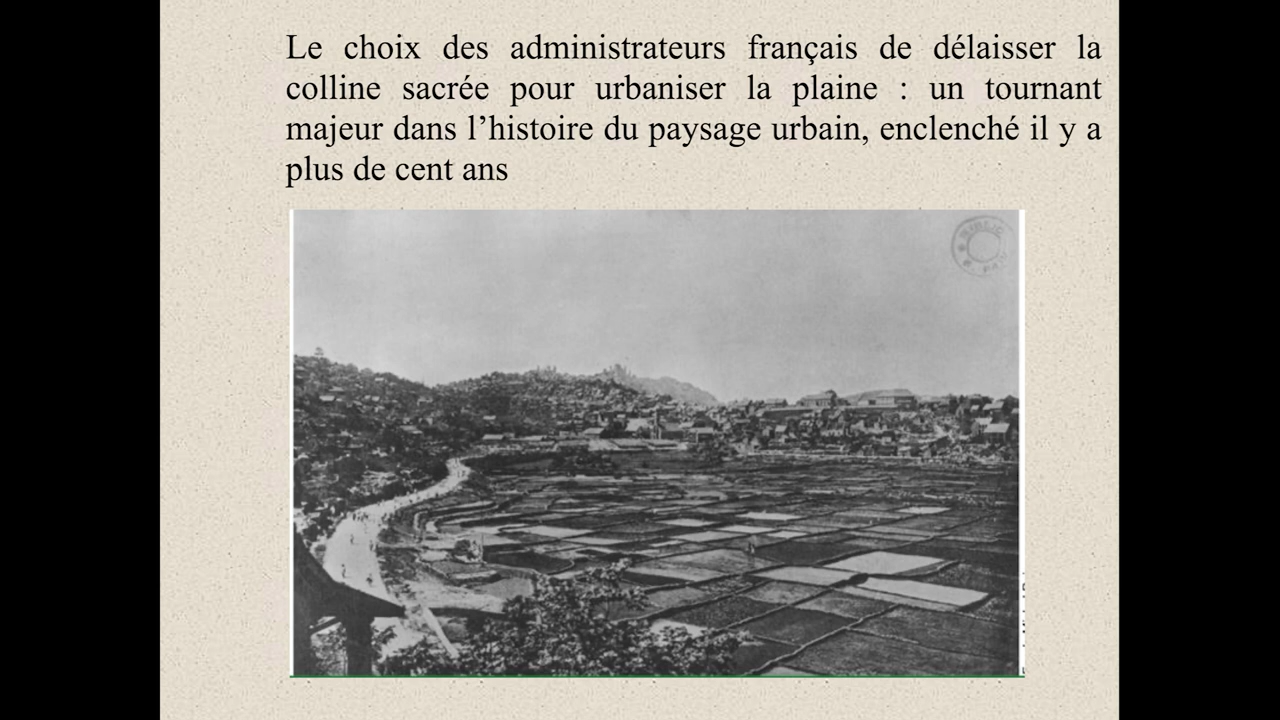 Le choix des administrateurs français de délaisser la
colline sacrée pour urbaniser la plaine : un tournant
majeur dans l’histoire du paysage urbain, enclenché il y a
plus de cent ans